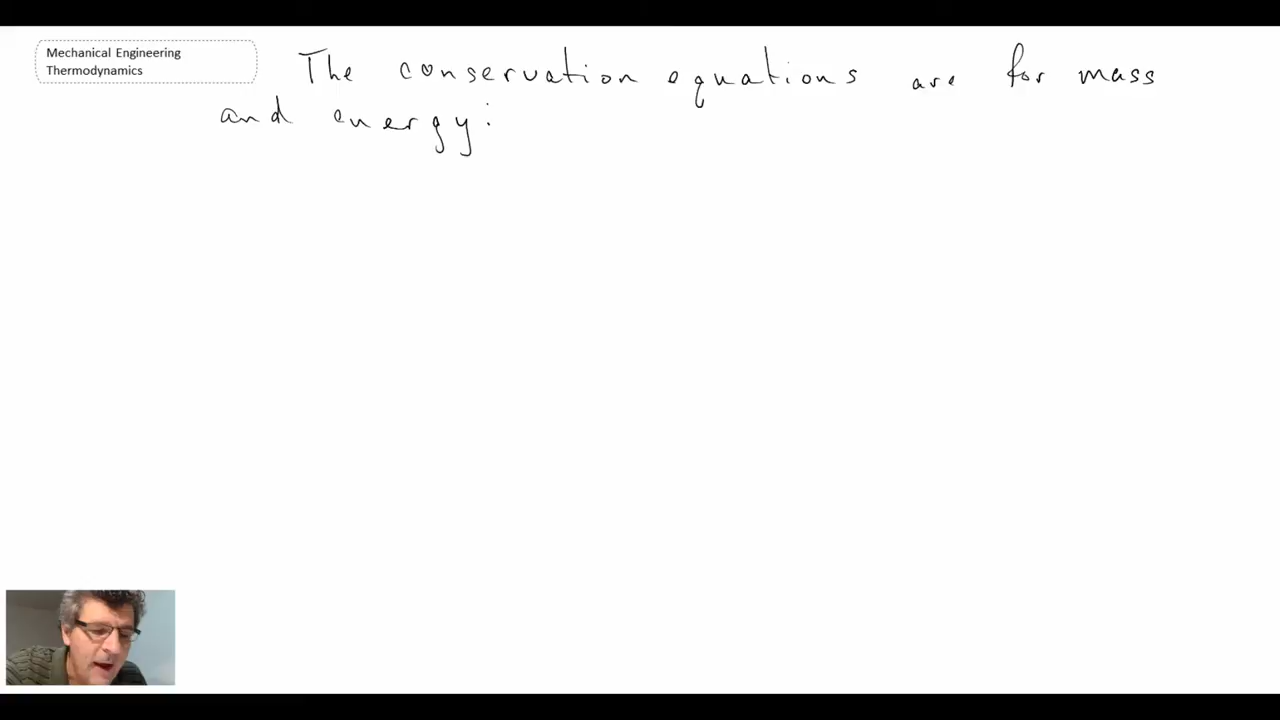 Mechanical Engineering
Thermodynamics
The conservation equations are for mass
and energy: